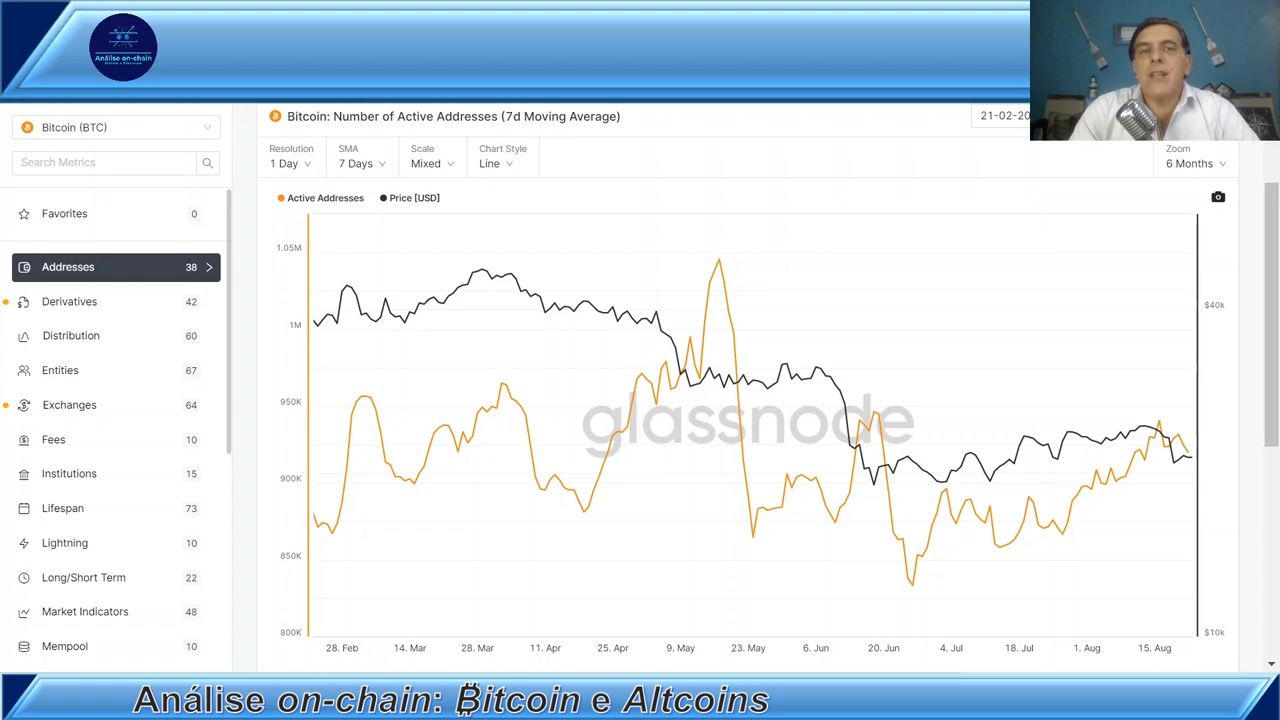 Análise on-chain
Bitcoin e Altcoins
Bitcoin (BTC)
Search Metrics
Favorites 0
Addresses 38
Derivatives 42
Distribution 60
Entities 67
Exchanges 64
Fees 10
Institutions 15
Lifespan 73
Lightning 10
Long/Short Term 22
Market Indicators 48
Mempool 10
Bitcoin: Number of Active Addresses (7d Moving Average)
21-02-20
Resolution SMA Scale Chart Style Zoom
1 Day 7 Days Mixed Line 6 Months
Active Addresses Price [USD]
1.05M
1M
950K
900K
850K
800K
$40k
$10k
glassnode
28. Feb 14. Mar 28. Mar 11. Apr 25. Apr 9. May 23. May 6. Jun 20. Jun 4. Jul 18. Jul 1. Aug 15. Aug
Análise on-chain: ₿itcoin e Altcoins